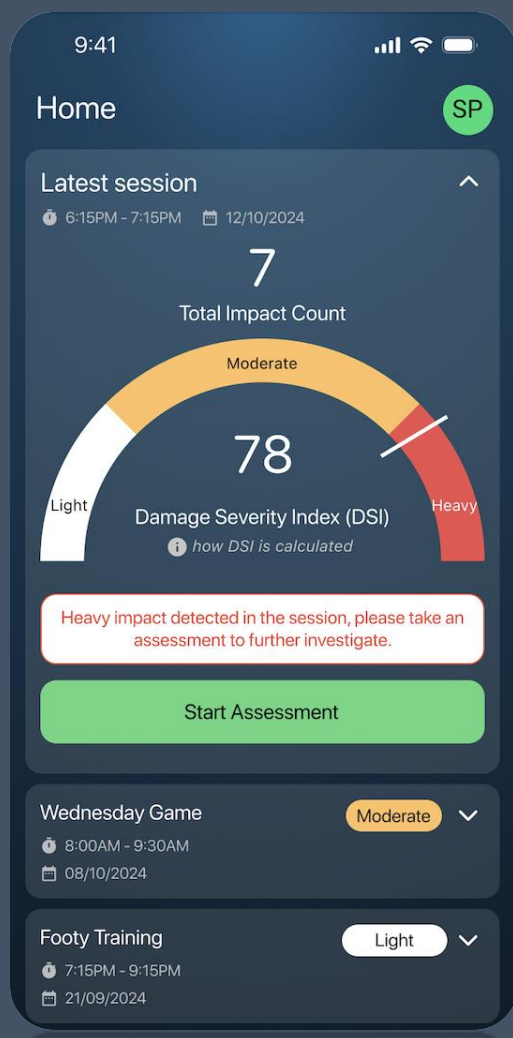 9:41
Home
SP
Latest session
6:15PM - 7:15PM 12/10/2024
7
Total Impact Count
Moderate
78
Light
Heavy
Damage Severity Index (DSI)
how DSI is calculated
Heavy impact detected in the session, please take an
assessment to further investigate.
Start Assessment
Wednesday Game
Moderate
8:00AM - 9:30AM
08/10/2024
Footy Training
Light
7:15PM - 9:15PM
21/09/2024